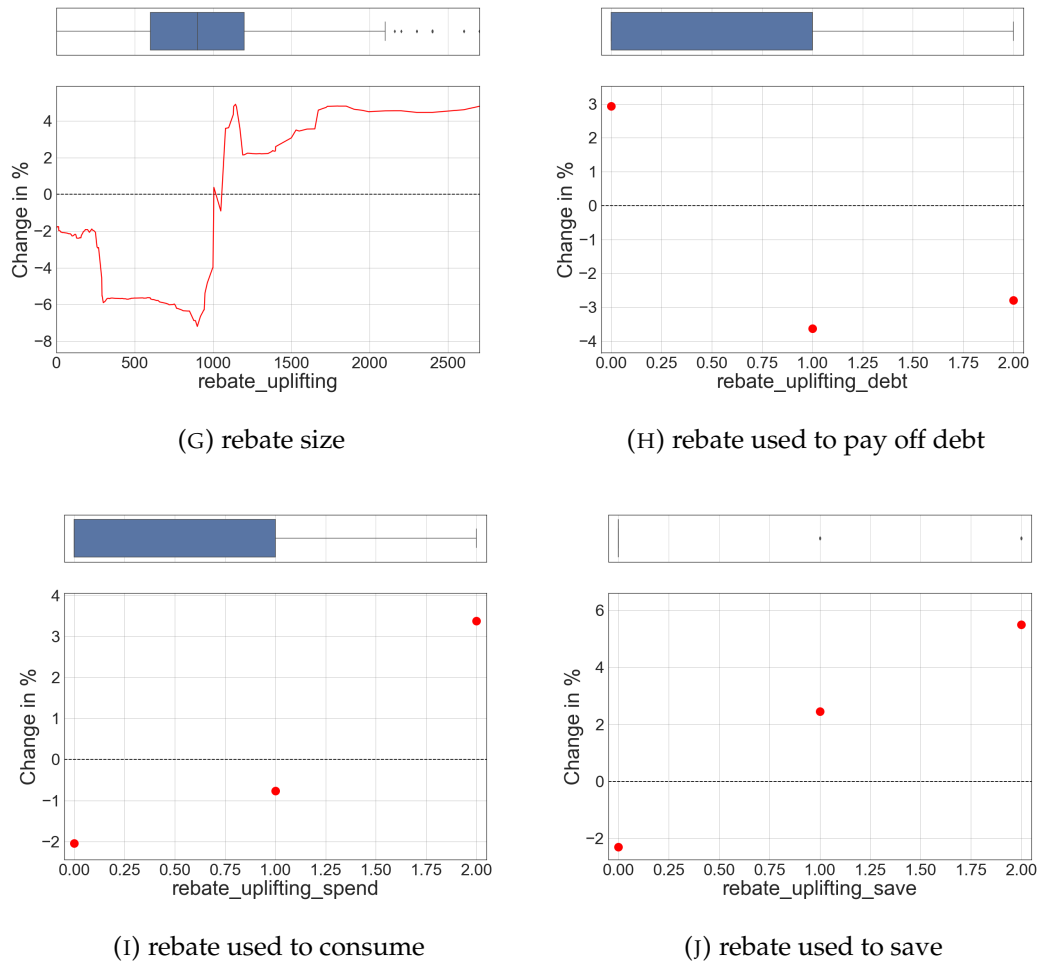 4
2
0
−2
−4
−6
−8
Change in %
0 500 1000 1500 2000 2500
rebate_uplifting
(G) rebate size
3
2
1
0
−1
−2
−3
−4
Change in %
0.00 0.25 0.50 0.75 1.00 1.25 1.50 1.75 2.00
rebate_uplifting_debt
(H) rebate used to pay off debt
4
3
2
1
0
−1
−2
Change in %
0.00 0.25 0.50 0.75 1.00 1.25 1.50 1.75 2.00
rebate_uplifting_spend
(I) rebate used to consume
6
4
2
0
−2
Change in %
0.00 0.25 0.50 0.75 1.00 1.25 1.50 1.75 2.00
rebate_uplifting_save
(J) rebate used to save